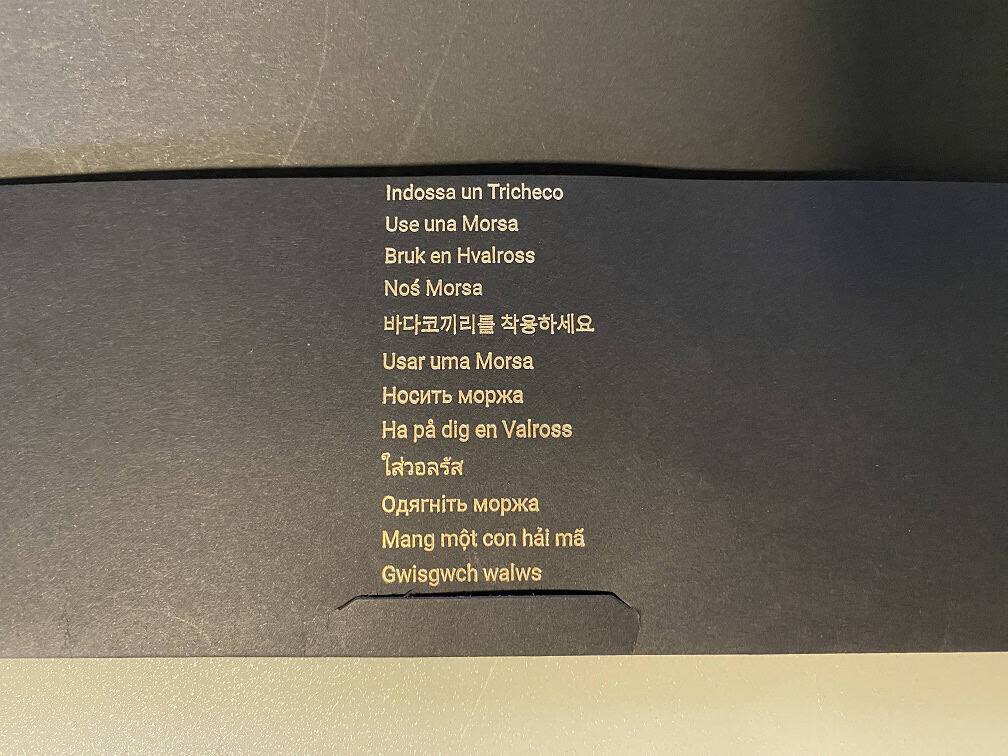 Indossa un Tricheco
Use una Morsa
Bruk en Hvalross
Noś Morsa
바다코끼리를 착용하세요
Usar uma Morsa
Носить моржа
Ha på dig en Valross
ใส่วอลรัส
Одягніть моржа
Mang một con hải mã
Gwisgwch walws